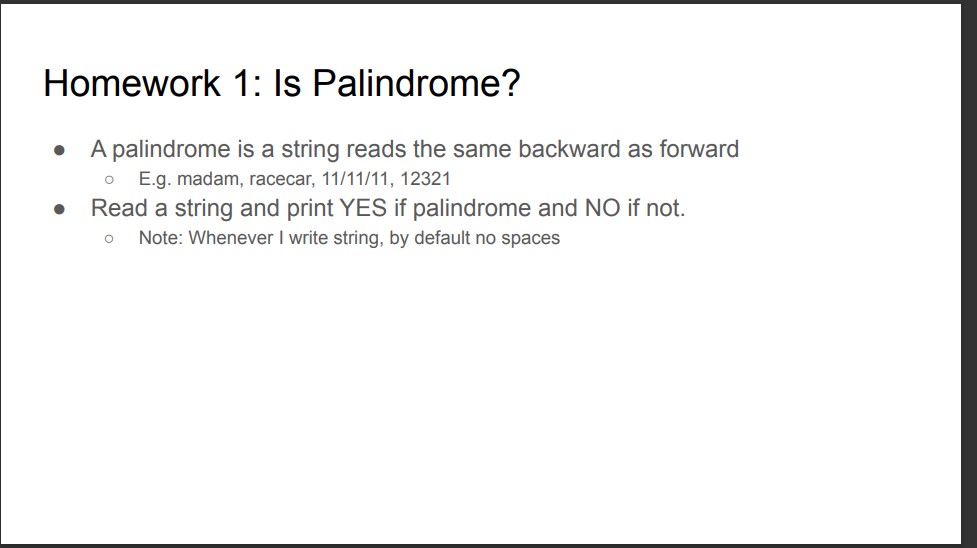 Homework 1: Is Palindrome?
● A palindrome is a string reads the same backward as forward
○ E.g. madam, racecar, 11/11/11, 12321
● Read a string and print YES if palindrome and NO if not.
○ Note: Whenever I write string, by default no spaces